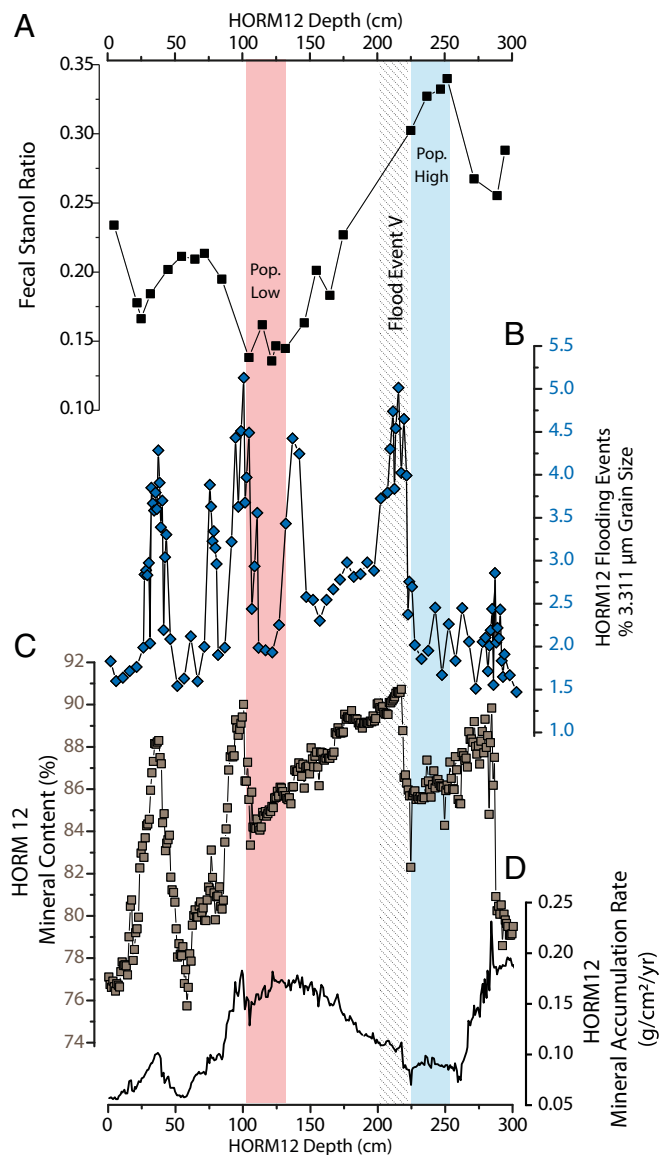 A
HORM12 Depth (cm)
0 50 100 150 200 250 300
0.35
0.30
0.25
0.20
0.15
0.10
Fecal Stanol Ratio
Pop.
Low
Flood Event V
Pop.
High
B
5.5
5.0
4.5
4.0
3.5
3.0
2.5
2.0
1.5
1.0
HORM12 Flooding Events
% 3.311 µm Grain Size
C
92
90
88
86
84
82
80
78
76
74
HORM 12
Mineral Content (%)
D
0.25
0.20
0.15
0.10
0.05
HORM12
Mineral Accumulation Rate
(g/cm²/yr)
0 50 100 150 200 250 300
HORM12 Depth (cm)